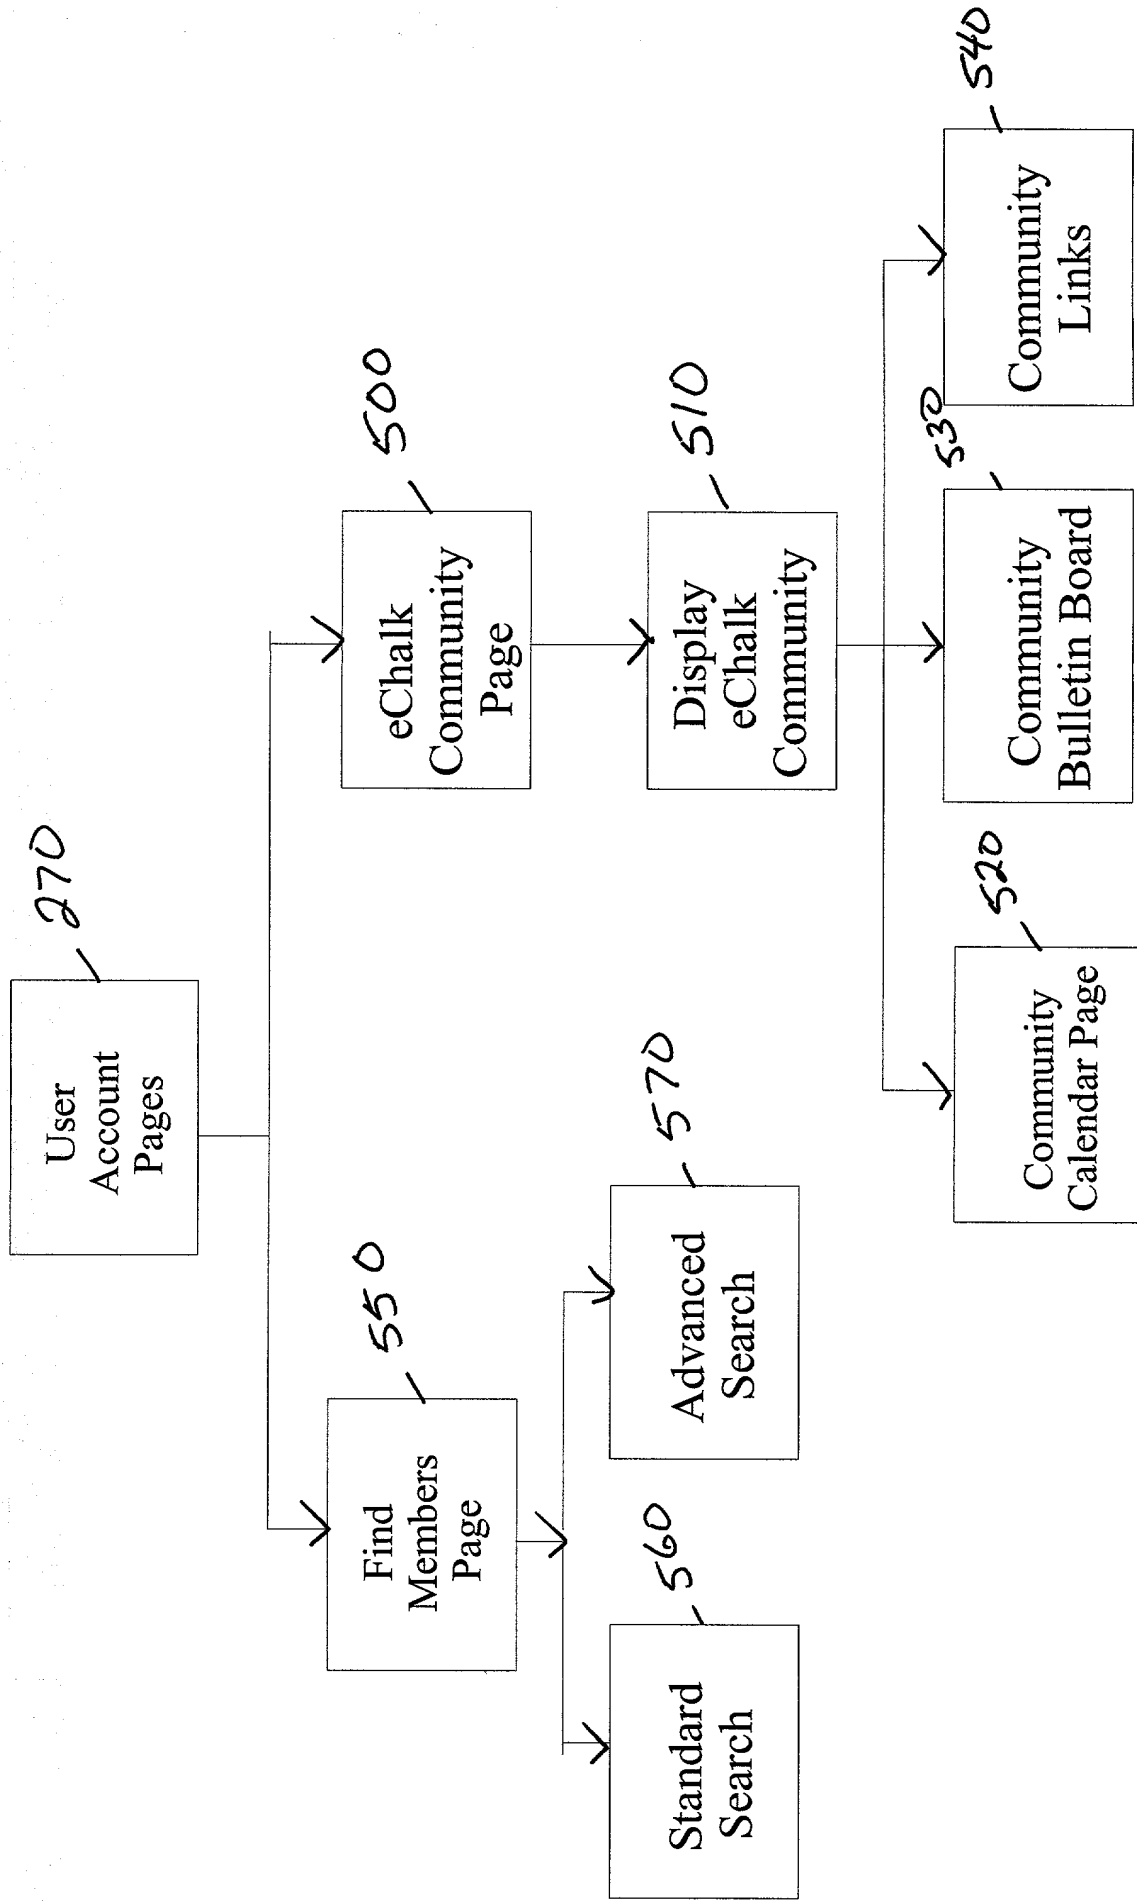 User
Account
Pages
270
Find
Members
Page
550
eChalk
Community
Page
500
Standard
Search
560
Advanced
Search
570
Display
eChalk
Community
510
Community
Calendar Page
520
Community
Bulletin Board
530
Community
Links
540